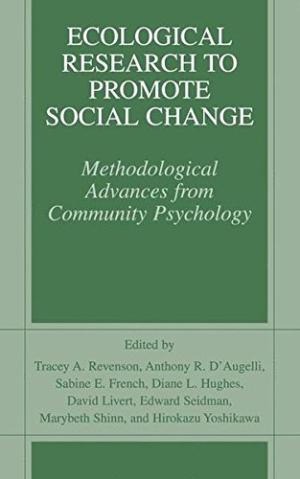 ECOLOGICAL
RESEARCH TO
PROMOTE
SOCIAL CHANGE
Methodological
Advances from
Community Psychology
Edited by
Tracey A. Revenson, Anthony R. D'Augelli,
Sabine E. French, Diane L. Hughes,
David Livert, Edward Seidman,
Marybeth Shinn, and Hirokazu Yoshikawa